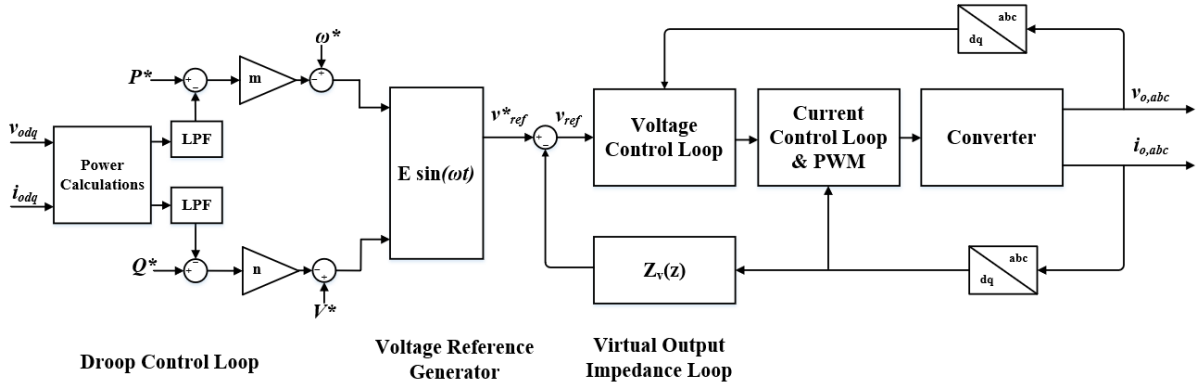 abc
dq
ω*
P*
m
v*ref
vref
Voltage
Control Loop
Current
Control Loop
& PWM
Converter
vo,abc
io,abc
vodq
iodq
Power
Calculations
LPF
LPF
E sin(ωt)
Q*
n
V*
Zv(z)
abc
dq
Droop Control Loop
Voltage Reference
Generator
Virtual Output
Impedance Loop